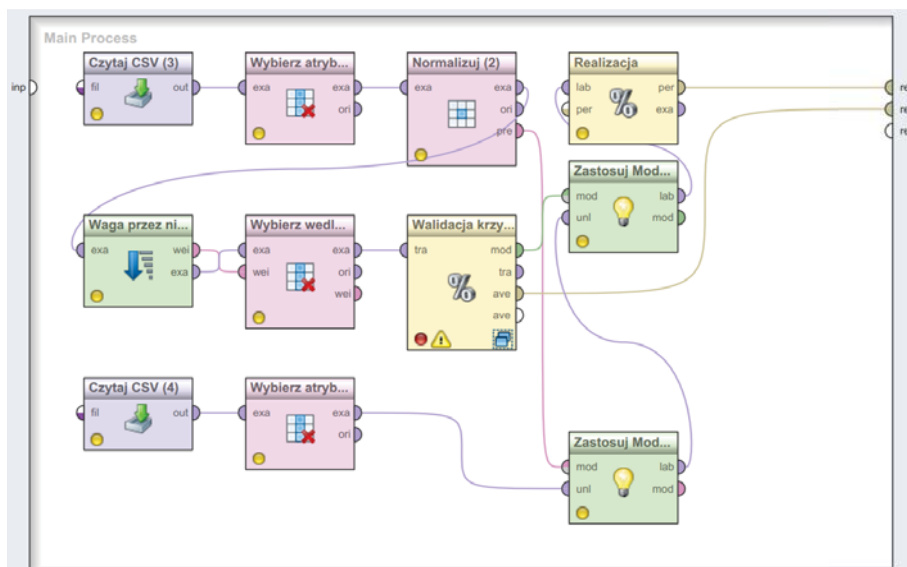 Main Process
Czytaj CSV (3)
Wybierz atryb...
Normalizuj (2)
Realizacja
inp
fil
out
exa
exa
ori
exa
exa
ori
pre
lab
per
per
exa
re
re
re
Zastosuj Mod...
mod
lab
unl
mod
Waga przez ni...
Wybierz wedl...
Walidacja krzy...
exa
wei
exa
exa
wei
exa
ori
wei
tra
mod
tra
ave
ave
Czytaj CSV (4)
Wybierz atryb...
fil
out
exa
exa
ori
Zastosuj Mod...
mod
lab
unl
mod